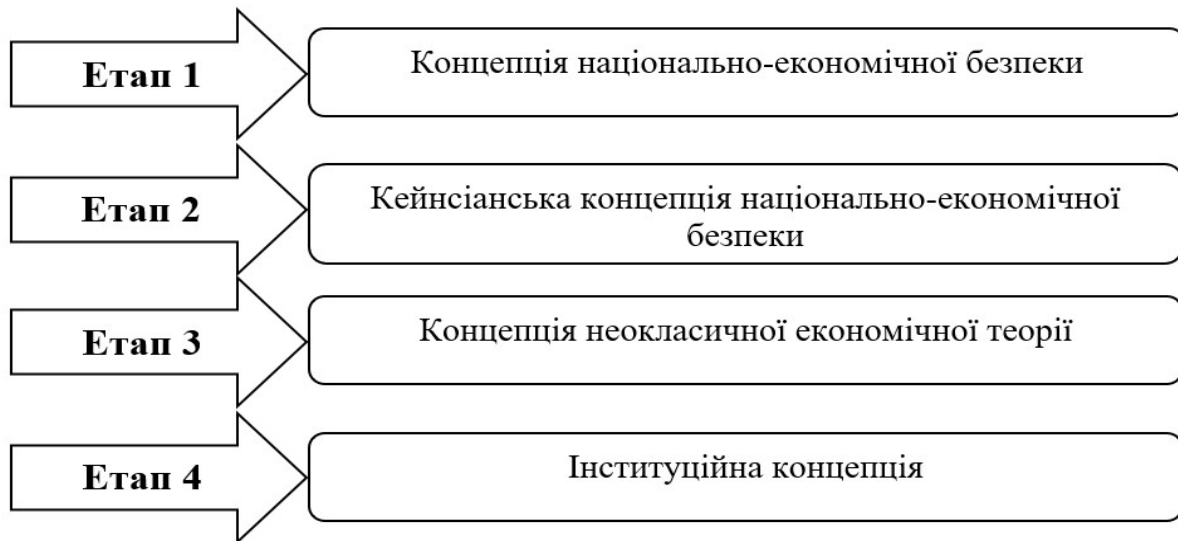 Етап 1
Концепція національно-економічної безпеки
Етап 2
Кейнсіанська концепція національно-економічної
безпеки
Етап 3
Концепція неокласичної економічної теорії
Етап 4
Інституційна концепція